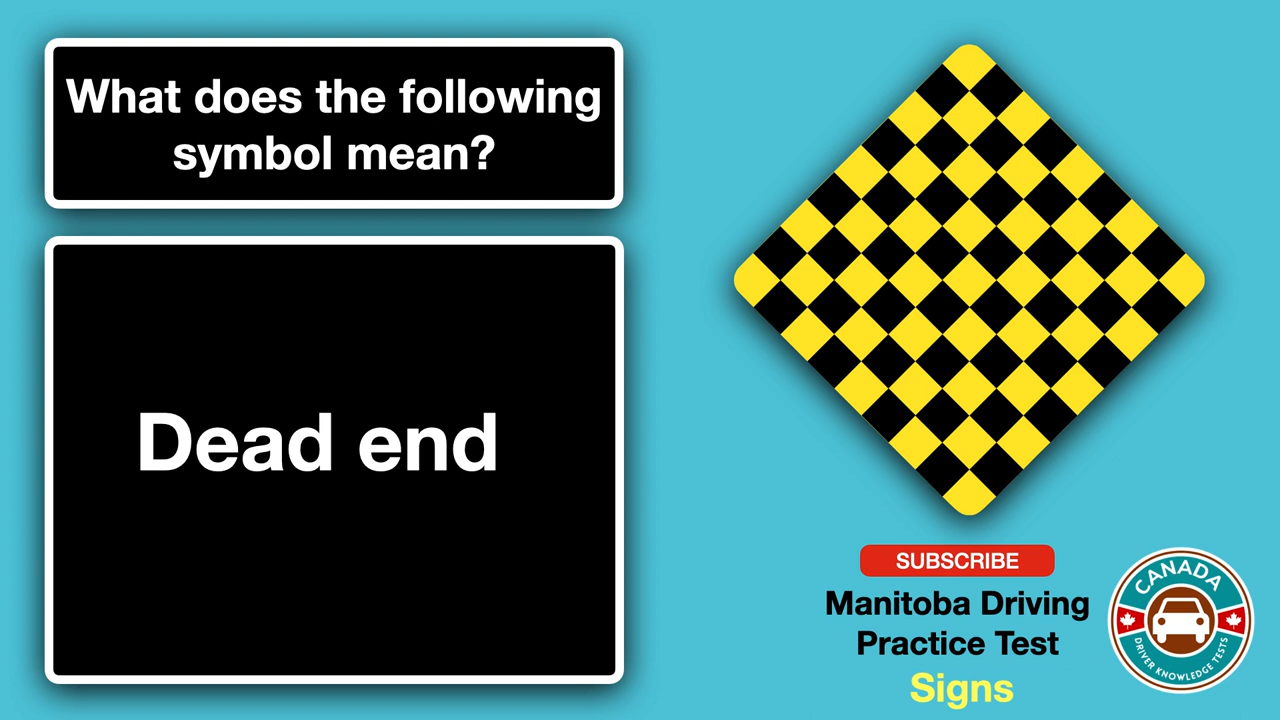 What does the following
symbol mean?
Dead end
SUBSCRIBE
Manitoba Driving
Practice Test
Signs
CANADA
DRIVER KNOWLEDGE TESTS